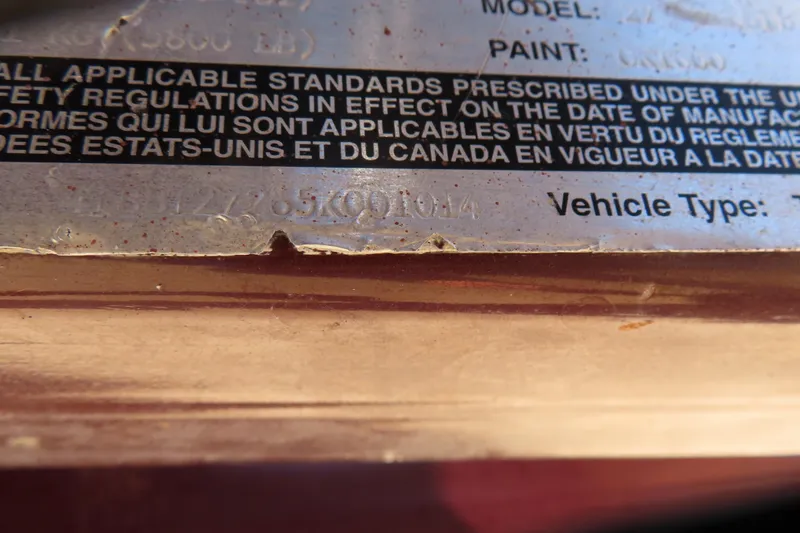 MODEL:
(3800 LB)
PAINT:
ALL APPLICABLE STANDARDS PRESCRIBED UNDER THE U
FETY REGULATIONS IN EFFECT ON THE DATE OF MANUFAC
ORMES QUI LUI SONT APPLICABLES EN VERTU DU REGLEME
DEES ESTATS-UNIS ET DU CANADA EN VIGUEUR A LA DATE
Vehicle Type: